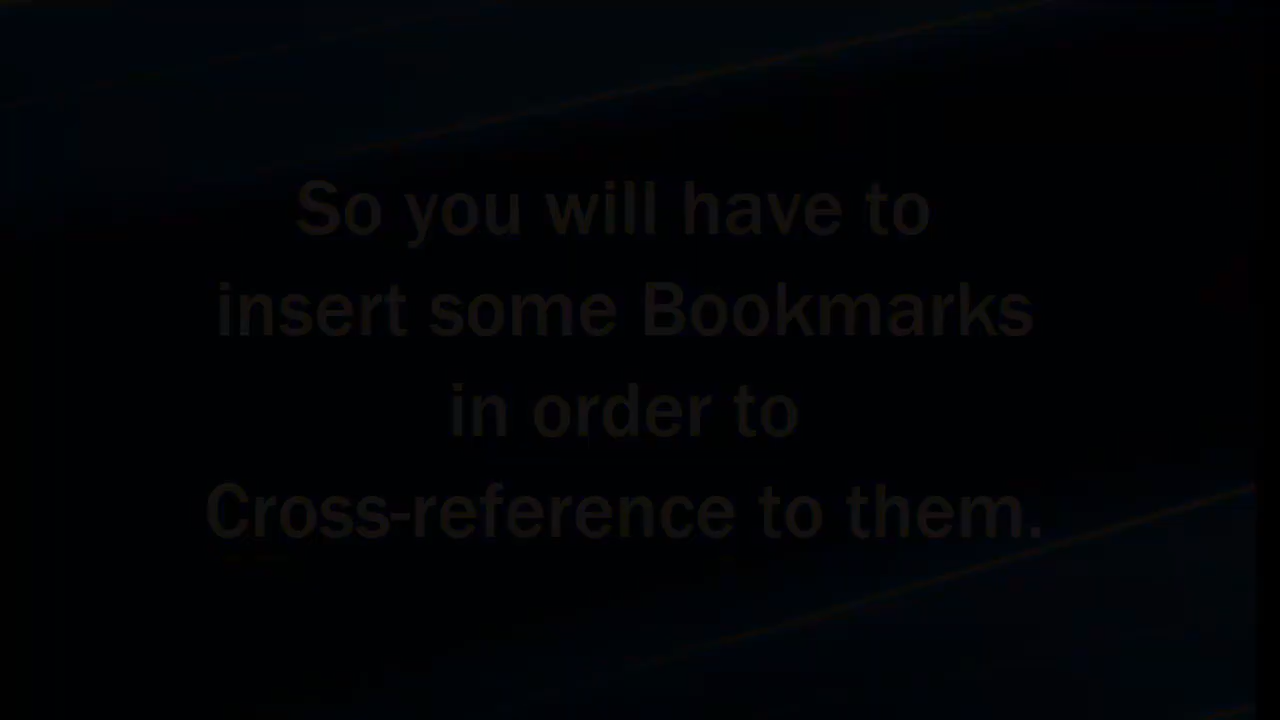 So you will have to
insert some Bookmarks
in order to
Cross-reference to them.